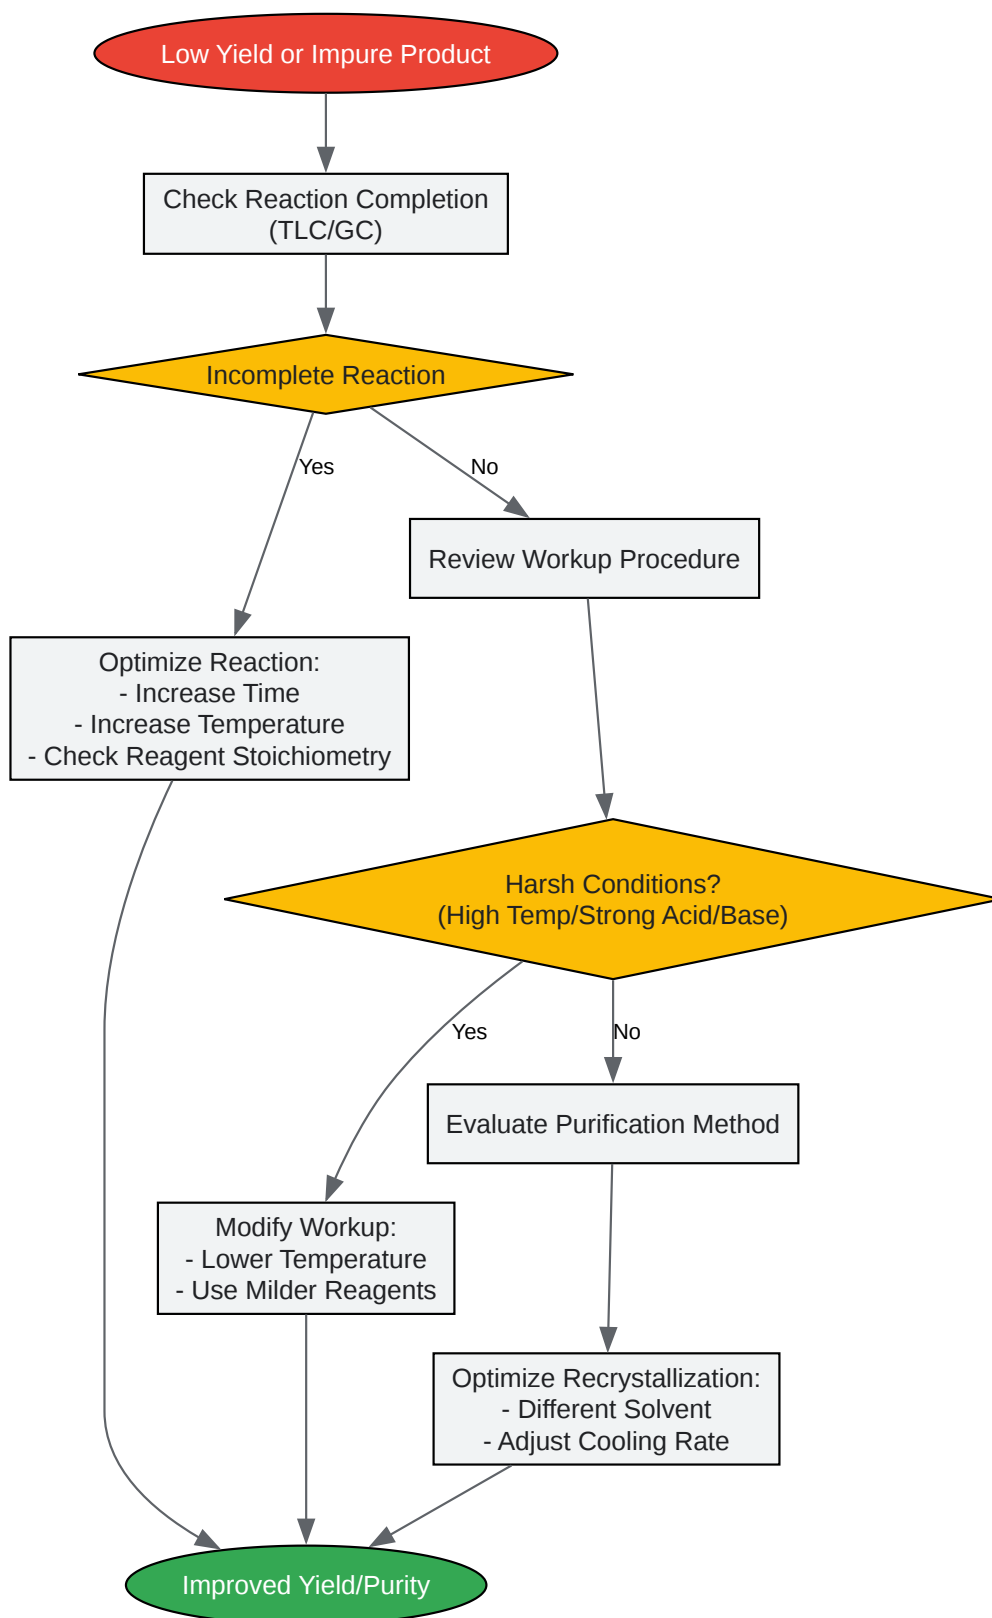 Low Yield or Impure Product
Check Reaction Completion
(TLC/GC)
Incomplete Reaction
Yes
No
Review Workup Procedure
Optimize Reaction:
- Increase Time
- Increase Temperature
- Check Reagent Stoichiometry
Harsh Conditions?
(High Temp/Strong Acid/Base)
Yes
No
Evaluate Purification Method
Modify Workup:
- Lower Temperature
- Use Milder Reagents
Optimize Recrystallization:
- Different Solvent
- Adjust Cooling Rate
Improved Yield/Purity